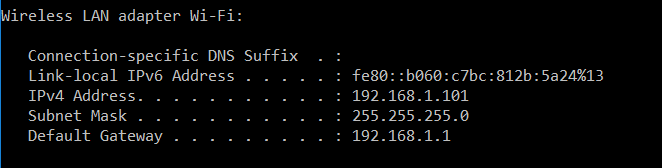 Wireless LAN adapter Wi-Fi:
Connection-specific DNS Suffix  . :
Link-local IPv6 Address . . . . . : fe80::b060:c7bc:812b:5a24%13
IPv4 Address. . . . . . . . . . . : 192.168.1.101
Subnet Mask . . . . . . . . . . . : 255.255.255.0
Default Gateway . . . . . . . . . : 192.168.1.1